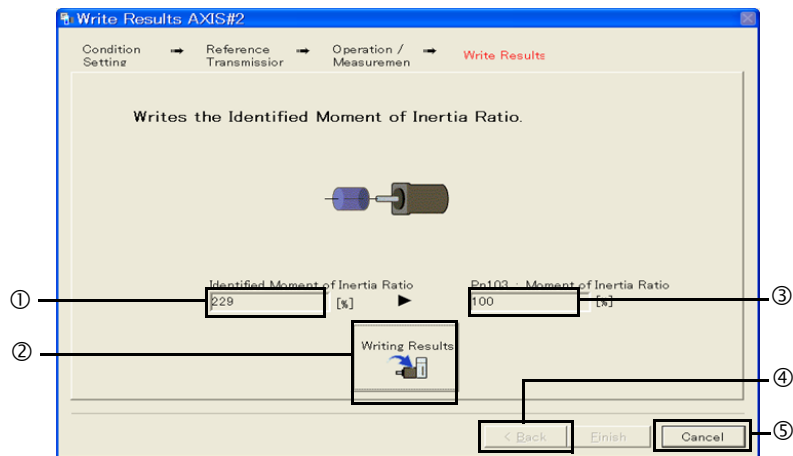 Write Results AXIS#2
Condition Setting ➡ Reference Transmissior ➡ Operation / Measuremen ➡ Write Results
Writes the Identified Moment of Inertia Ratio.
Identified Moment of Inertia Ratio
Pn103 : Moment of Inertia Ratio
① 229 [%] ▶ 100 [%] ③
② Writing Results
④
< Back Finish Cancel ⑤